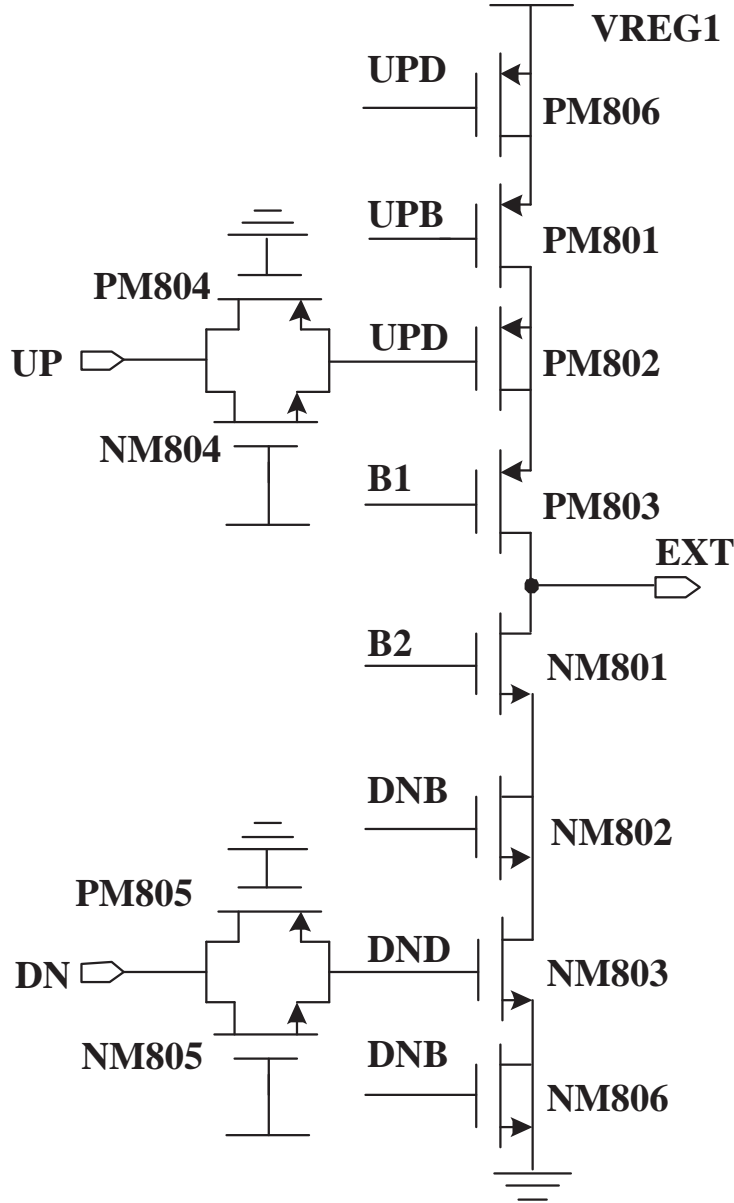 VREG1
UPD
PM806
UPB
PM801
PM804
UP
UPD
PM802
NM804
B1
PM803
EXT
B2
NM801
DNB
NM802
PM805
DN
DND
NM803
NM805
DNB
NM806